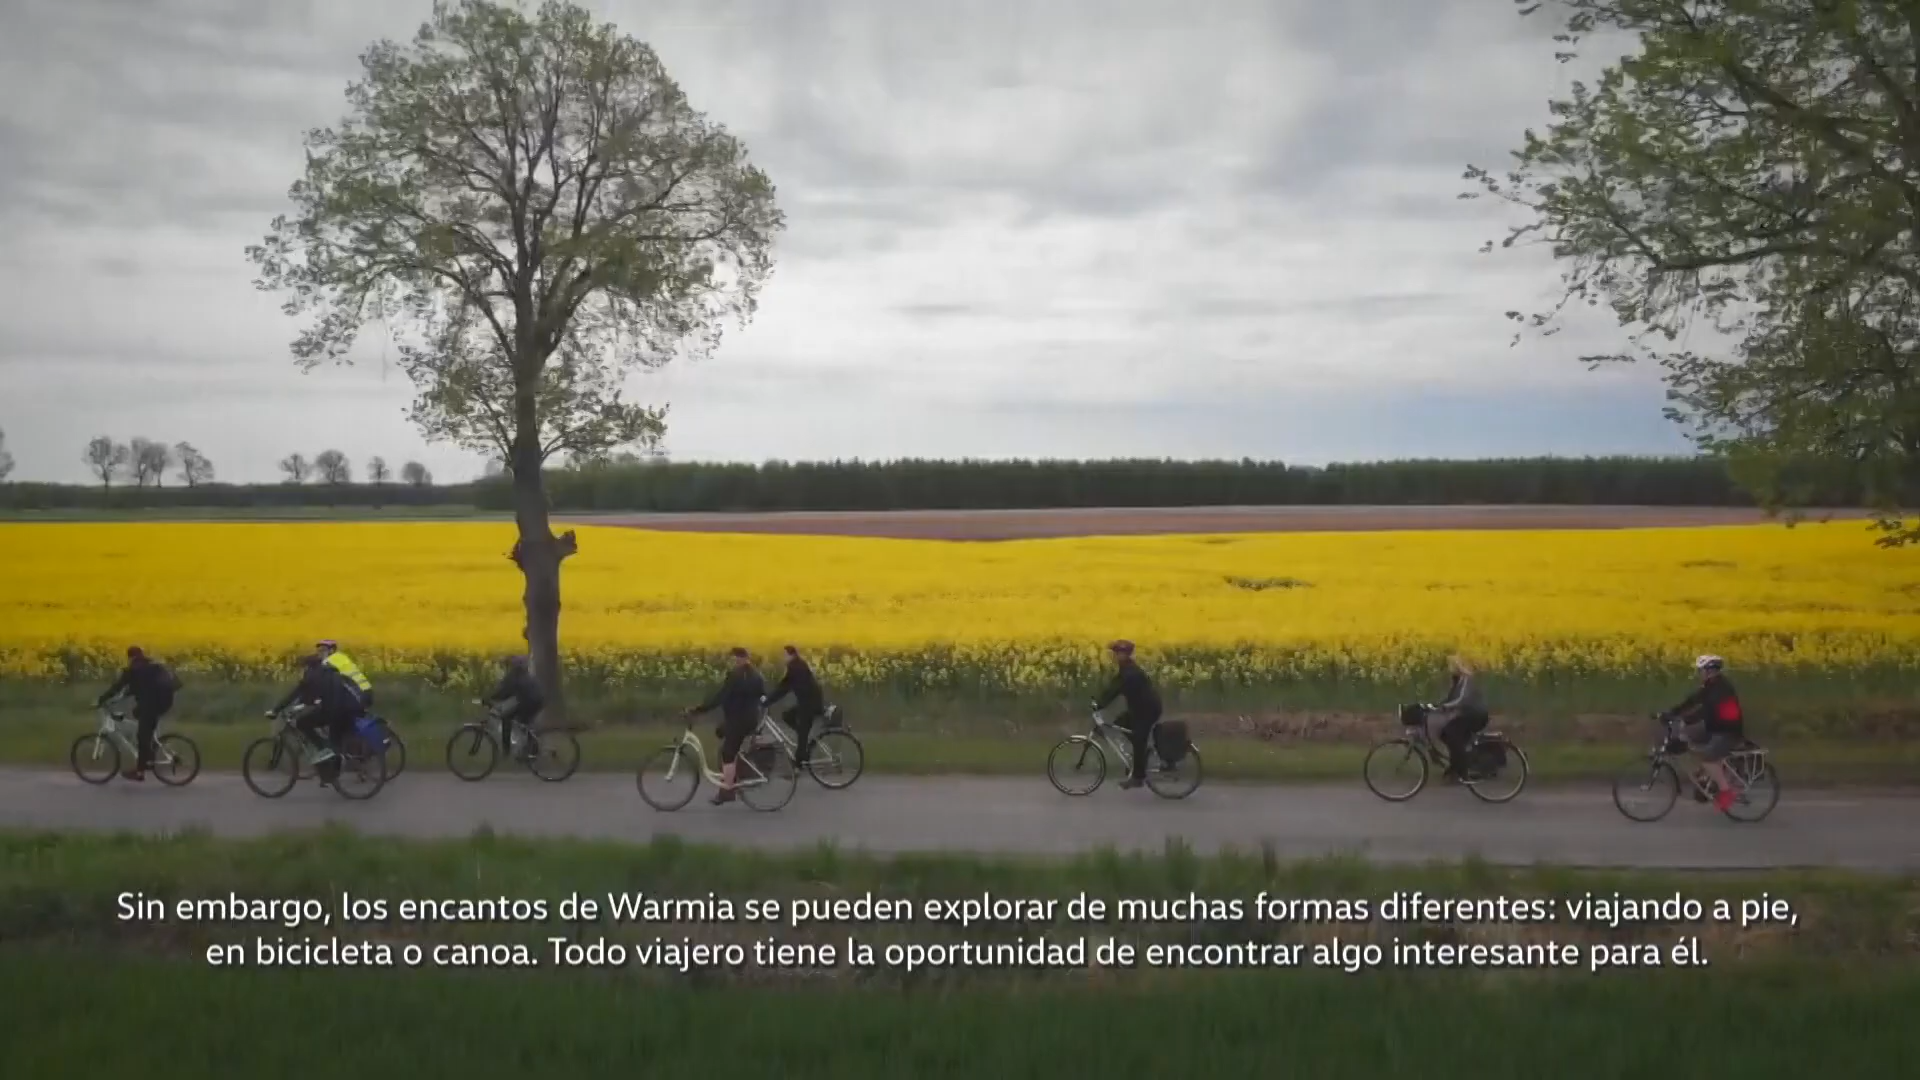 Sin embargo, los encantos de Warmia se pueden explorar de muchas formas diferentes: viajando a pie,
en bicicleta o canoa. Todo viajero tiene la oportunidad de encontrar algo interesante para él.